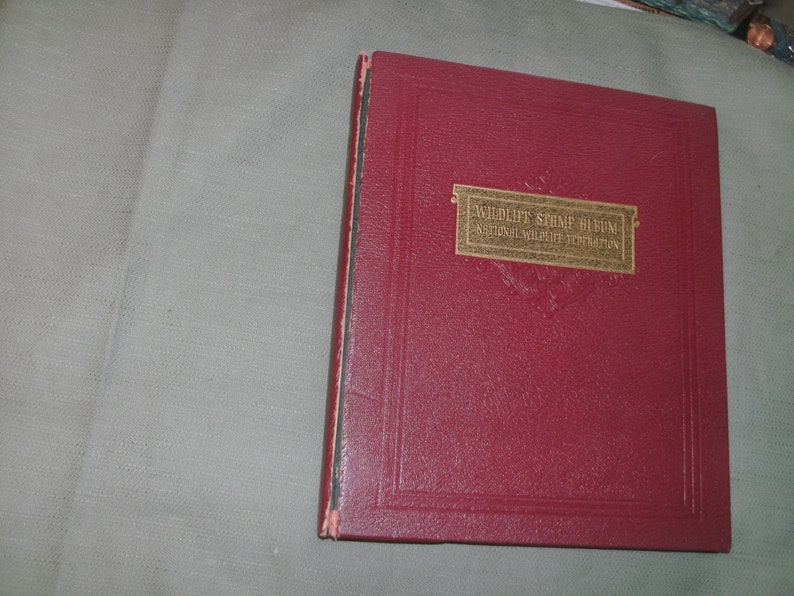 WILDLIFE STAMP ALBUM
NATIONAL WILDLIFE FEDERATION